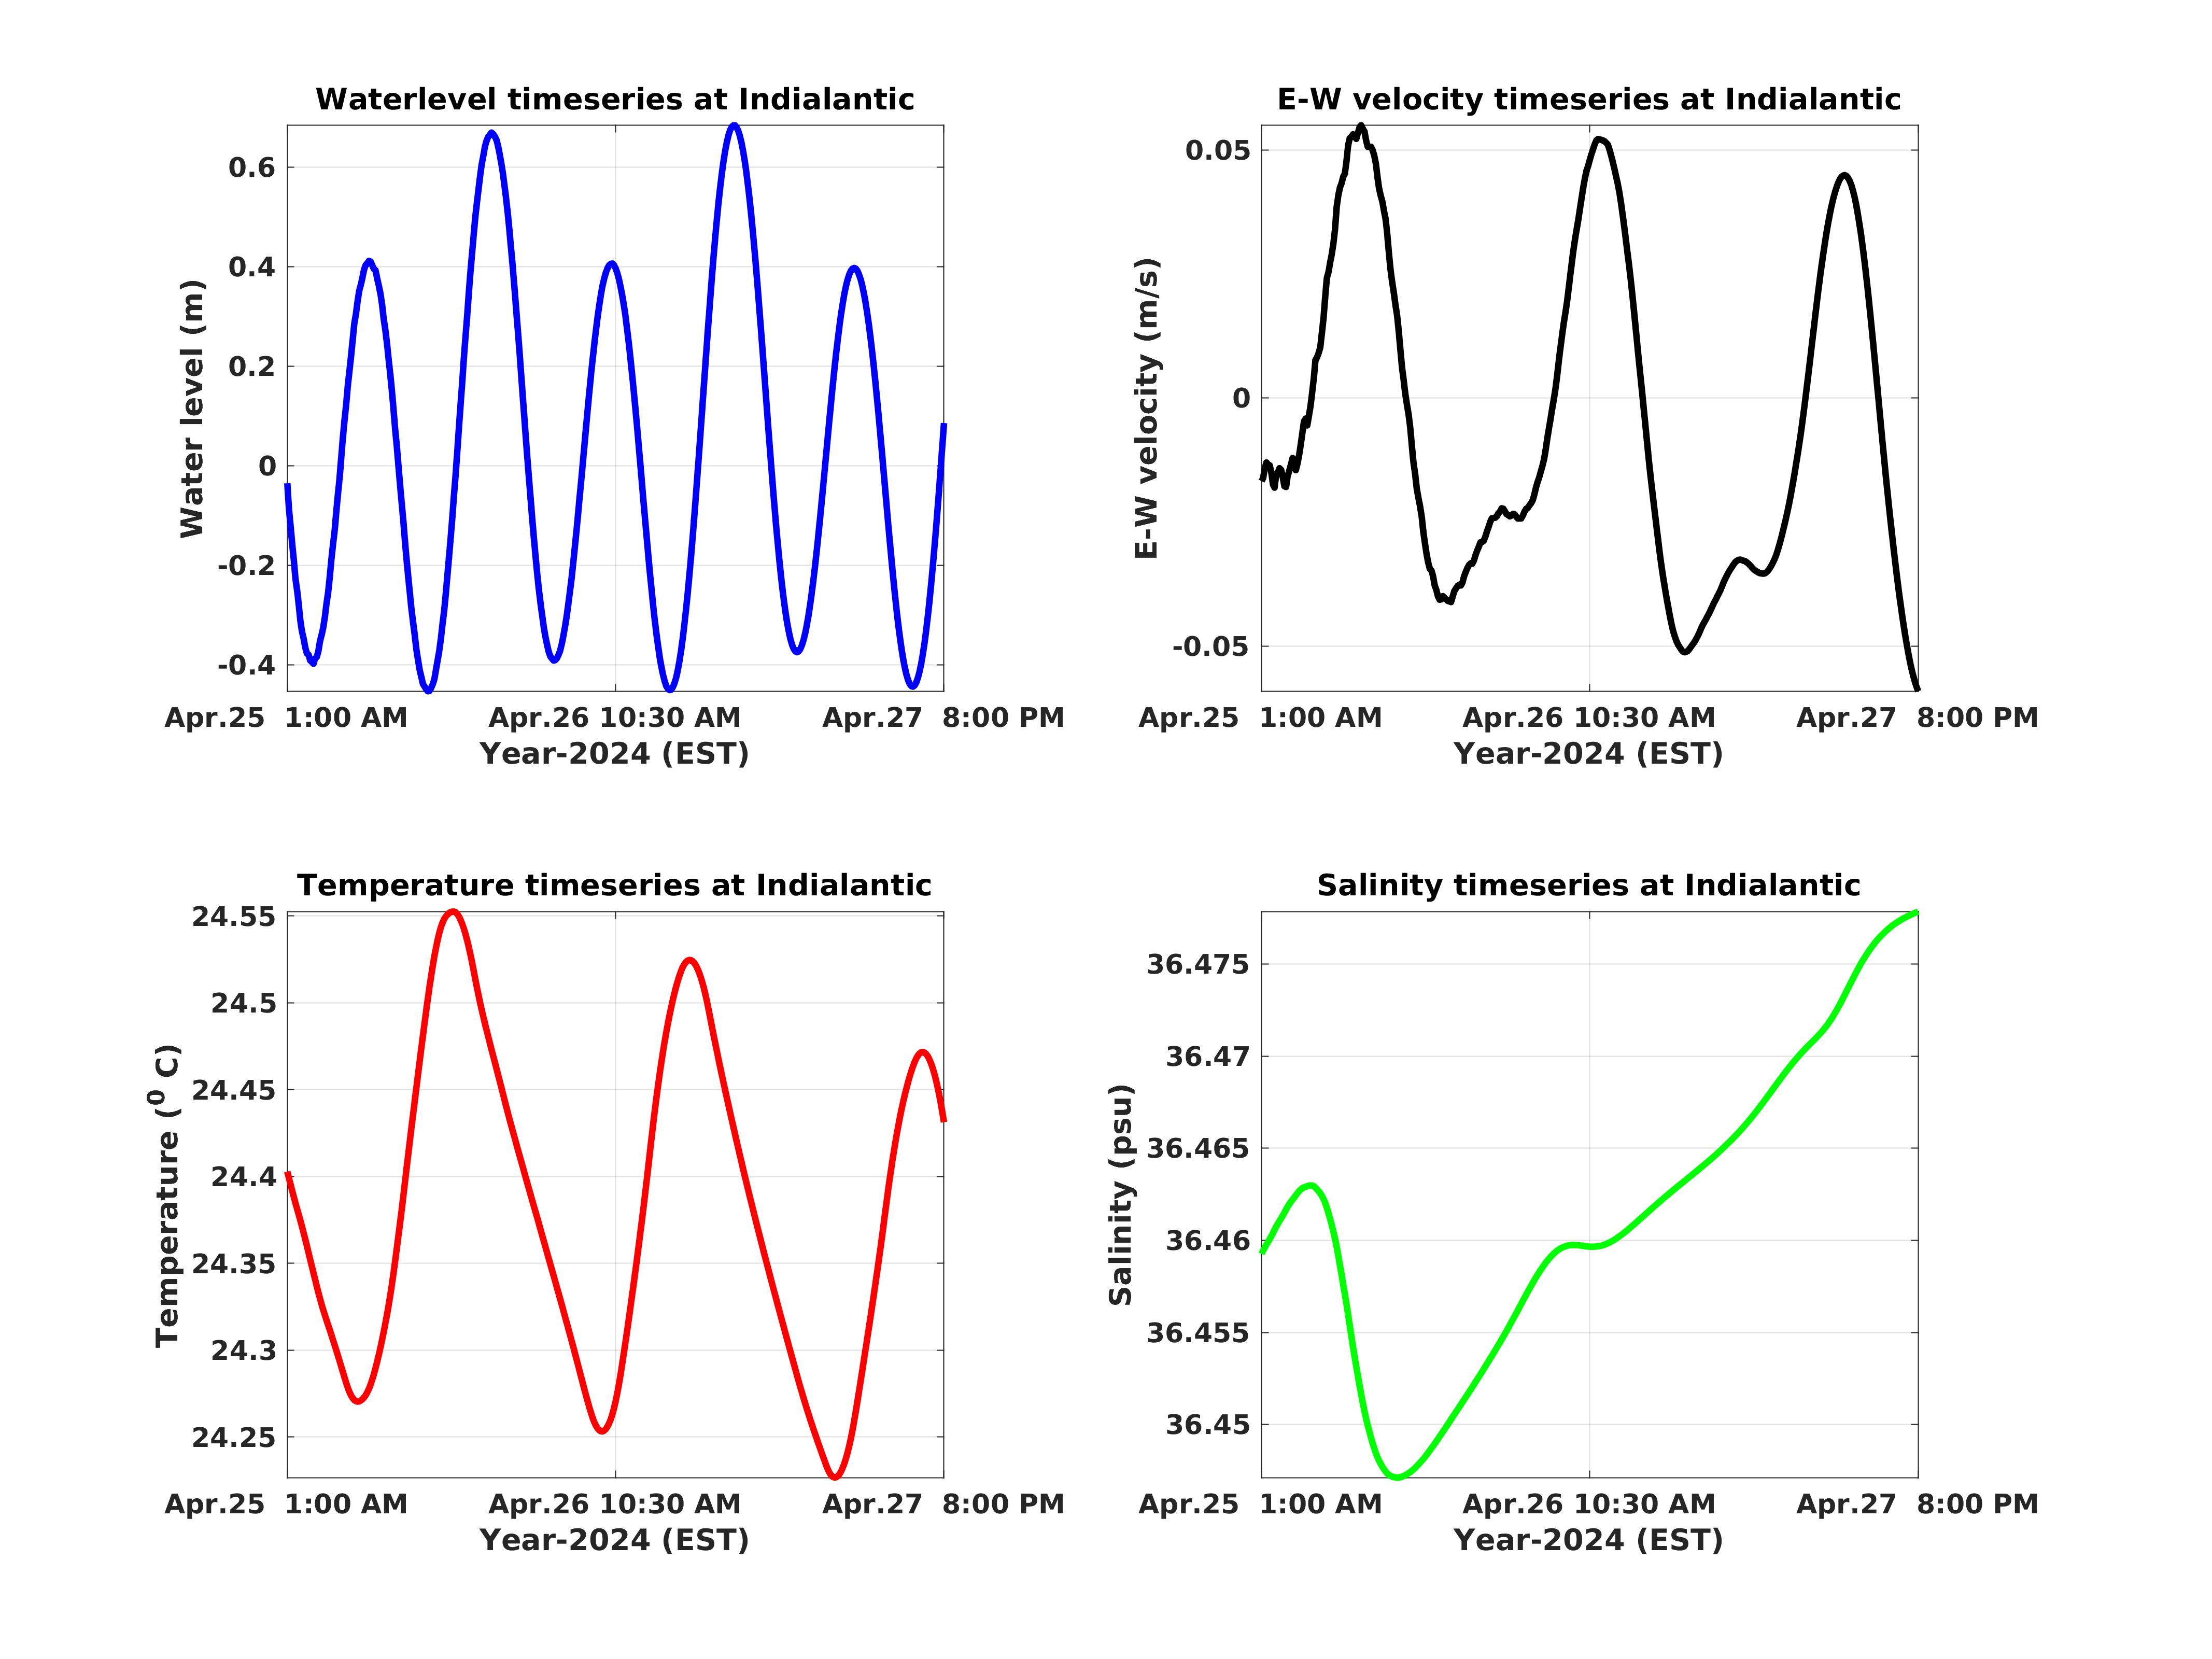 Waterlevel timeseries at Indialantic
0.6
0.4
0.2
0
-0.2
-0.4
Water level (m)
Apr.25 1:00 AM Apr.26 10:30 AM Apr.27 8:00 PM
Year-2024 (EST)
E-W velocity timeseries at Indialantic
0.05
0
-0.05
E-W velocity (m/s)
Apr.25 1:00 AM Apr.26 10:30 AM Apr.27 8:00 PM
Year-2024 (EST)
Temperature timeseries at Indialantic
24.55
24.5
24.45
24.4
24.35
24.3
24.25
Temperature (⁰ C)
Apr.25 1:00 AM Apr.26 10:30 AM Apr.27 8:00 PM
Year-2024 (EST)
Salinity timeseries at Indialantic
36.475
36.47
36.465
36.46
36.455
36.45
Salinity (psu)
Apr.25 1:00 AM Apr.26 10:30 AM Apr.27 8:00 PM
Year-2024 (EST)